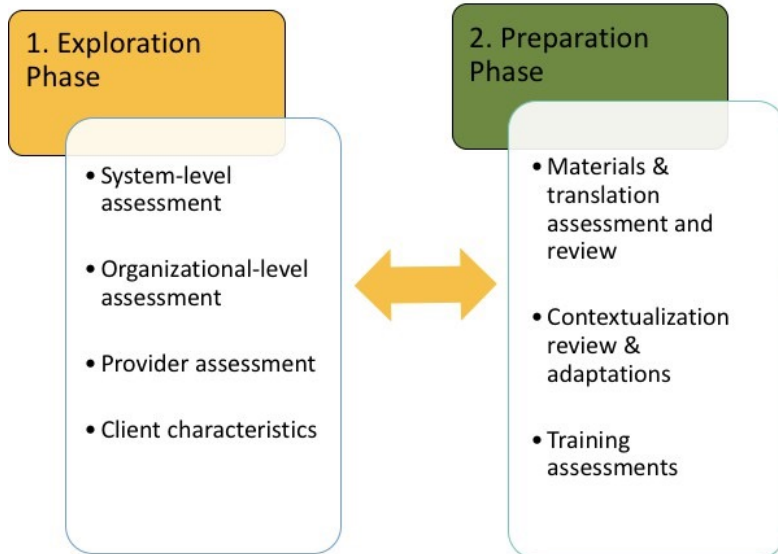 1. Exploration
Phase
• System-level
assessment
• Organizational-level
assessment
• Provider assessment
• Client characteristics
2. Preparation
Phase
• Materials &
translation
assessment and
review
• Contextualization
review &
adaptations
• Training
assessments